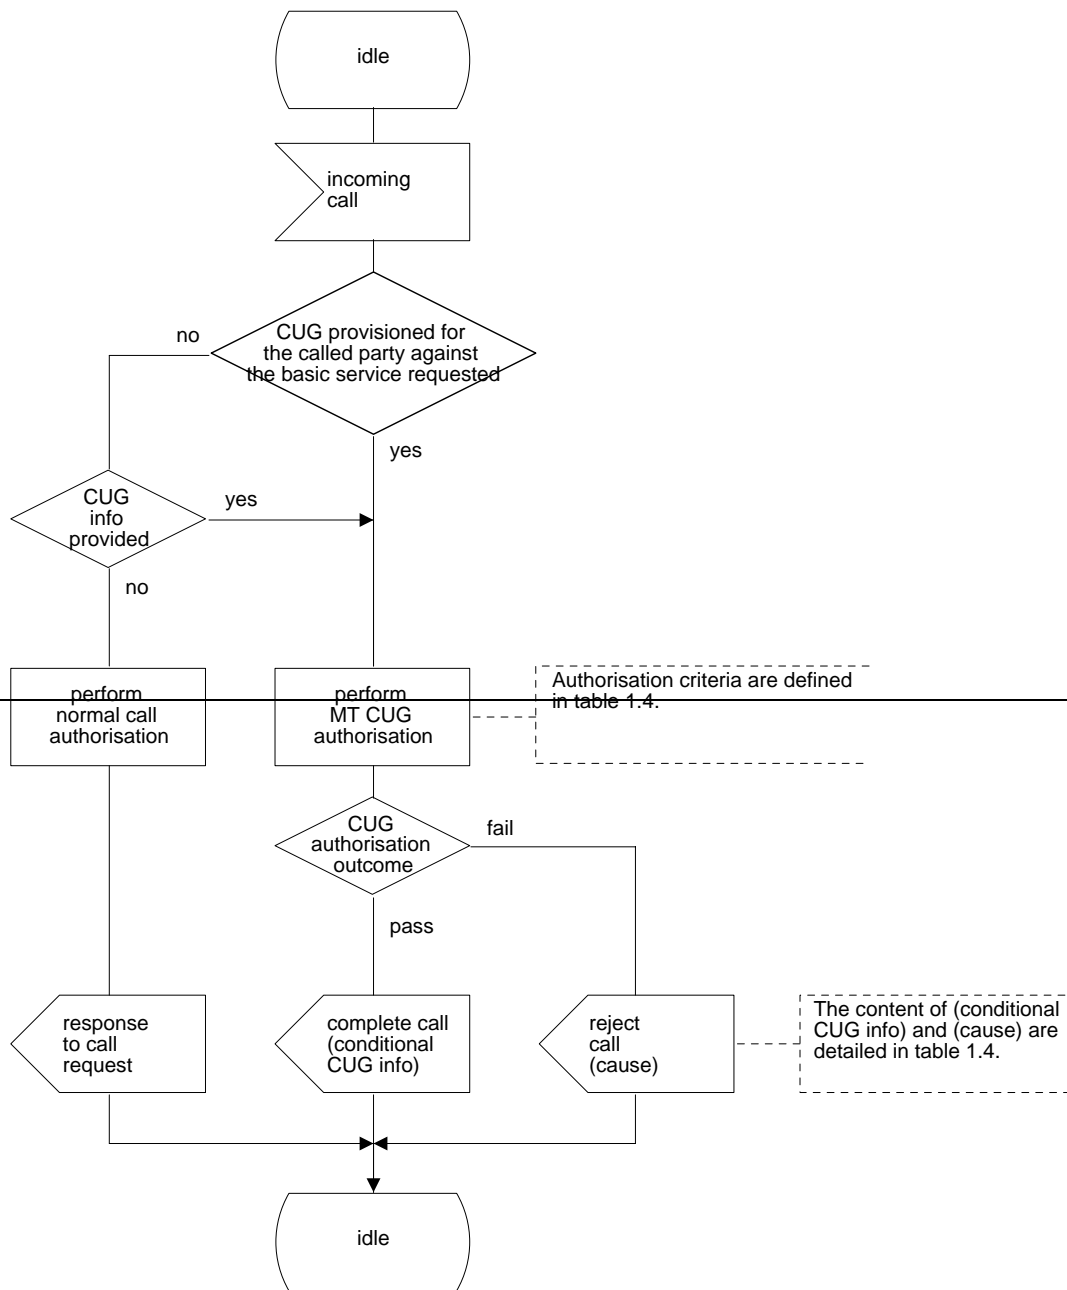 idle
incoming
call
no
CUG provisioned for
the called party against
the basic service requested
yes
CUG
info
provided
yes
no
perform
normal call
authorisation
perform
MT CUG
authorisation
Authorisation criteria are defined
in table 1.4.
CUG
authorisation
outcome
fail
pass
response
to call
request
complete call
(conditional
CUG info)
reject
call
(cause)
The content of (conditional
CUG info) and (cause) are
detailed in table 1.4.
idle